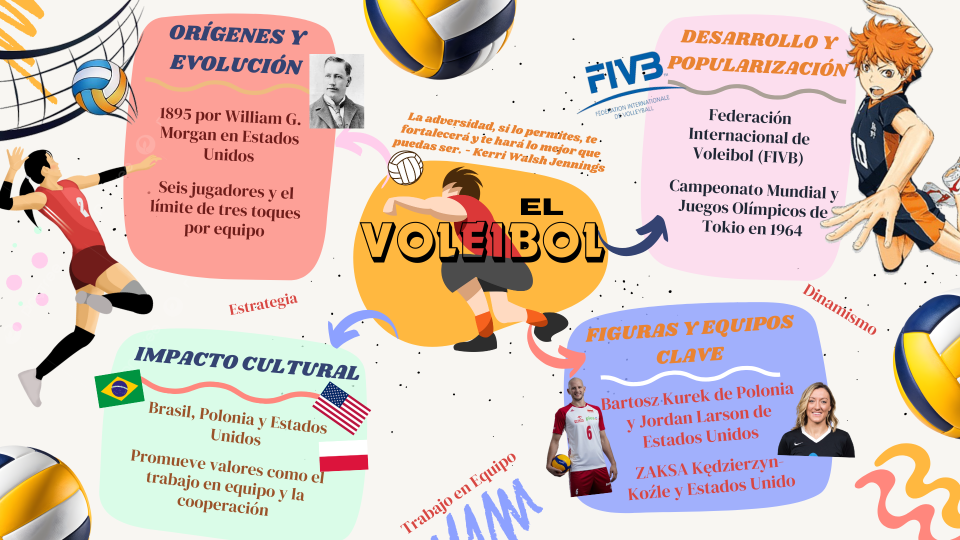 ORÍGENES Y
EVOLUCIÓN
1895 por William G.
Morgan en Estados
Unidos
Seis jugadores y el
límite de tres toques
por equipo
2
La adversidad, si lo permites, te
fortalecerá y te hará lo mejor que
puedas ser. - Kerri Walsh Jennings
EL
VOLEIBOL
FIVB
FÉDÉRATION INTERNATIONALE
DE VOLLEYBALL
DESARROLLO Y
POPULARIZACIÓN
Federación
Internacional de
Voleibol (FIVB)
Campeonato Mundial y
Juegos Olímpicos de
Tokio en 1964
10
Estrategia
Dinamismo
IMPACTO CULTURAL
Brasil, Polonia y Estados
Unidos
Promueve valores como el
trabajo en equipo y la
cooperación
Trabajo en Equipo
FIGURAS Y EQUIPOS
CLAVE
Bartosz Kurek de Polonia
y Jordan Larson de
Estados Unidos
ZAKSA Kędzierzyn-
Koźle y Estados Unido
6